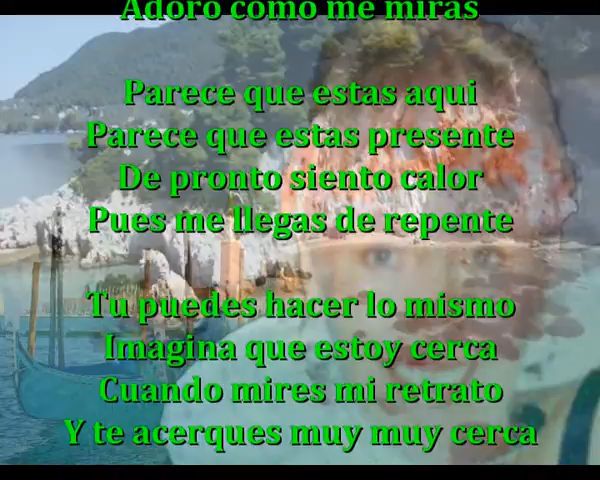 Adoro como me miras
Parece que estas aqui
Parece que estas presente
De pronto siento calor
Pues me llegas de repente
Tu puedes hacer lo mismo
Imagina que estoy cerca
Cuando mires mi retrato
Y te acerques muy muy cerca